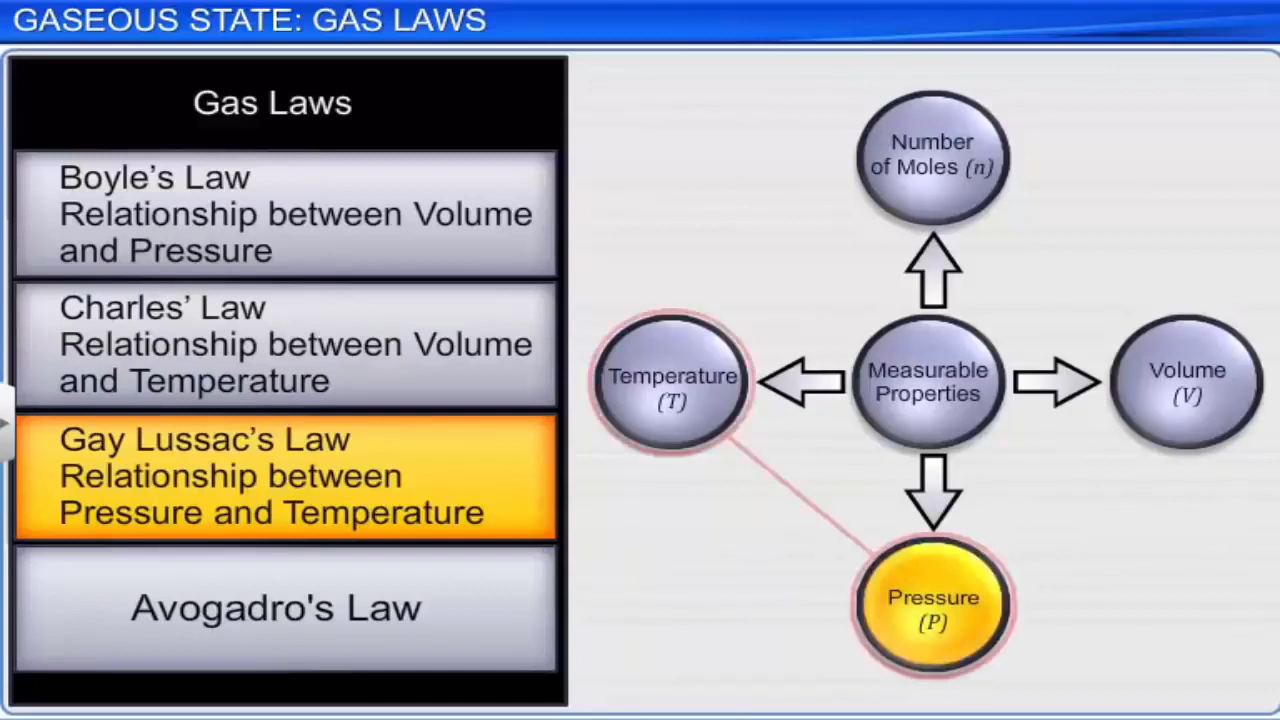 GASEOUS STATE: GAS LAWS
Gas Laws
Boyle’s Law
Relationship between Volume
and Pressure
Charles’ Law
Relationship between Volume
and Temperature
Gay Lussac’s Law
Relationship between
Pressure and Temperature
Avogadro's Law
Number
of Moles (n)
Temperature
(T)
Measurable
Properties
Volume
(V)
Pressure
(P)